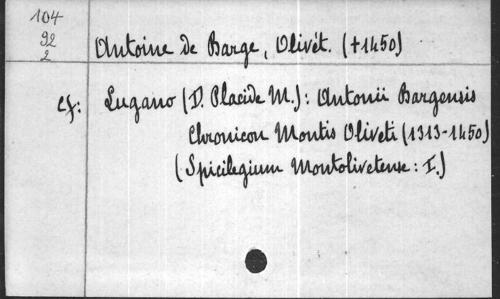 104
92
2
Antoine de Barge, Olivét. (†1450)
cf: Lugano (D. Placide M.): Antonii Bargensis
Chronicon Montis Oliveti (1313-1450)
(Spicilegium Montolivetense: I.)